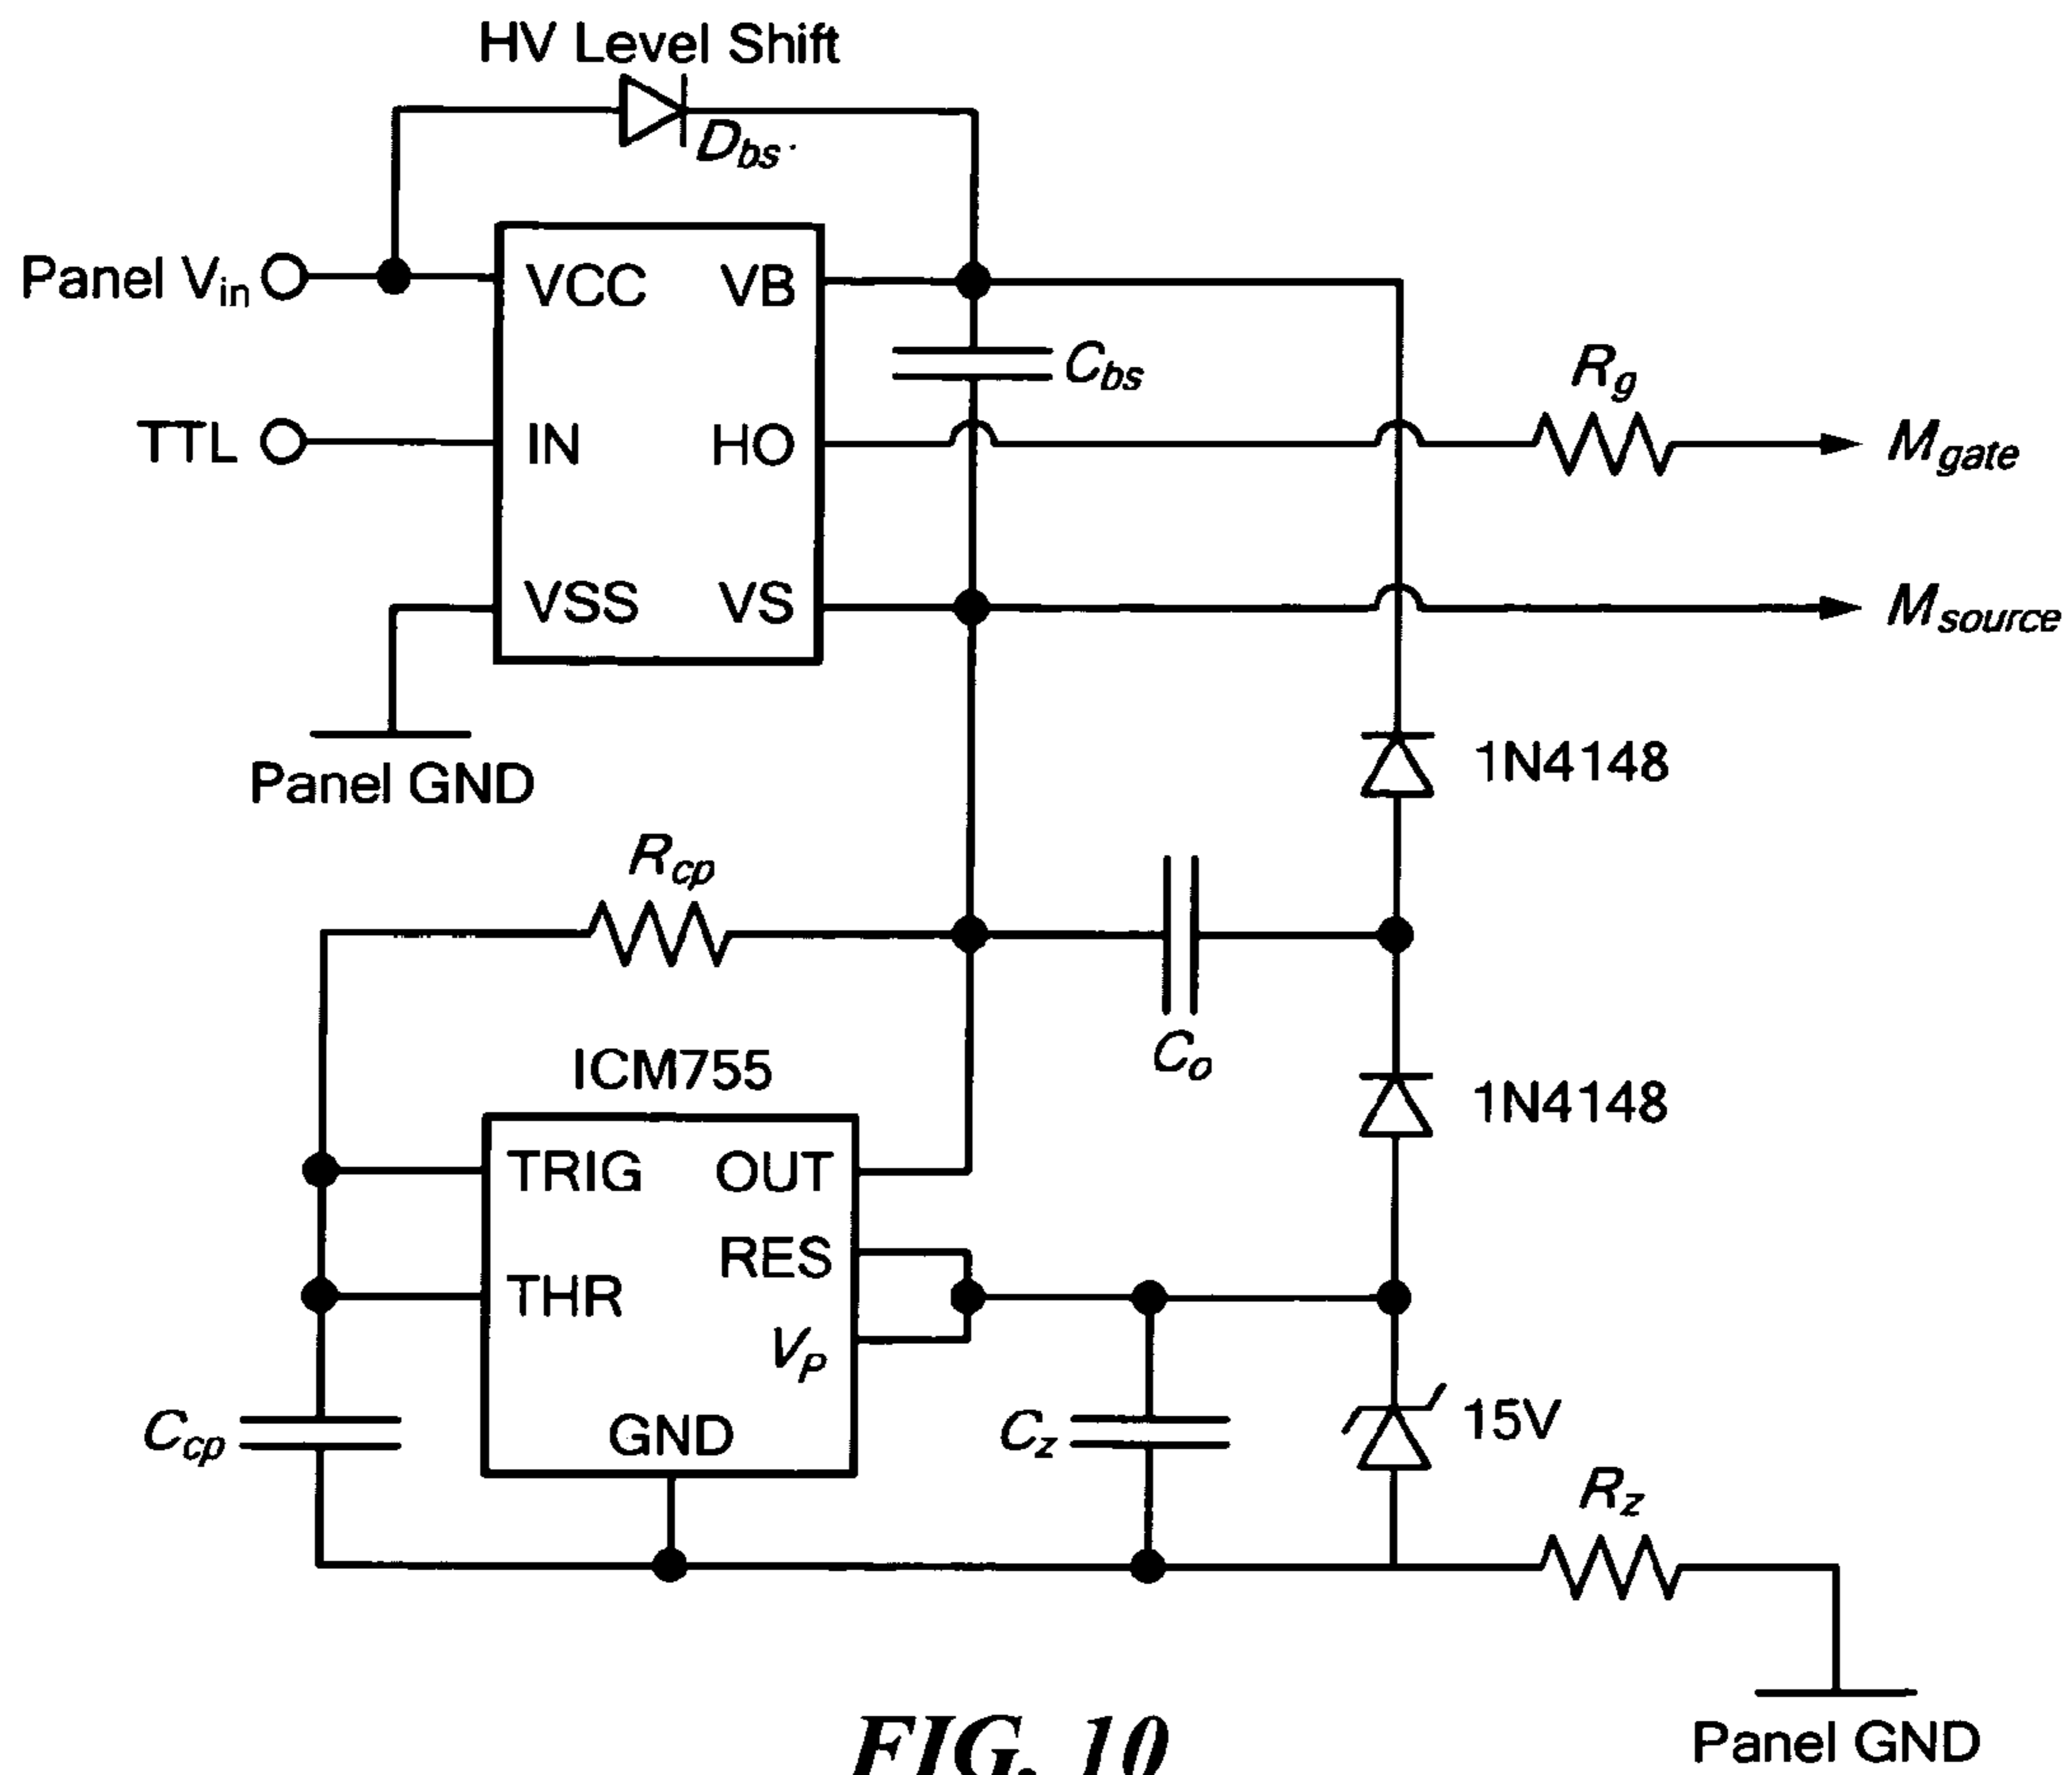 HV Level Shift
Dbs
Panel Vin
VCC
VB
Cbs
Rg
TTL
IN
HO
Mgate
VSS
VS
Msource
Panel GND
1N4148
Rcp
Co
ICM755
1N4148
TRIG
OUT
RES
THR
VP
GND
Ccp
Cz
15V
Rz
Panel GND
FIG. 10